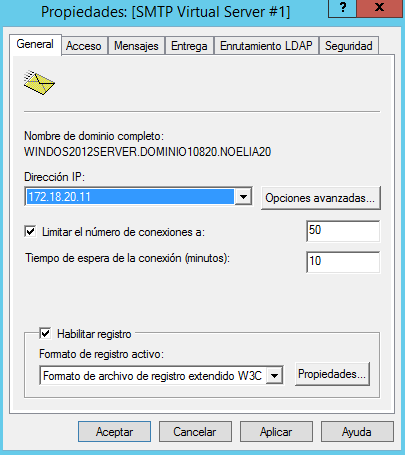 Propiedades: [SMTP Virtual Server #1]
? x
General Acceso Mensajes Entrega Enrutamiento LDAP Seguridad
Nombre de dominio completo:
WINDOS2012SERVER.DOMINIO10820.NOELIA20
Dirección IP:
172.18.20.11 Opciones avanzadas...
Limitar el número de conexiones a: 50
Tiempo de espera de la conexión (minutos): 10
Habilitar registro
Formato de registro activo:
Formato de archivo de registro extendido W3C Propiedades...
Aceptar Cancelar Aplicar Ayuda